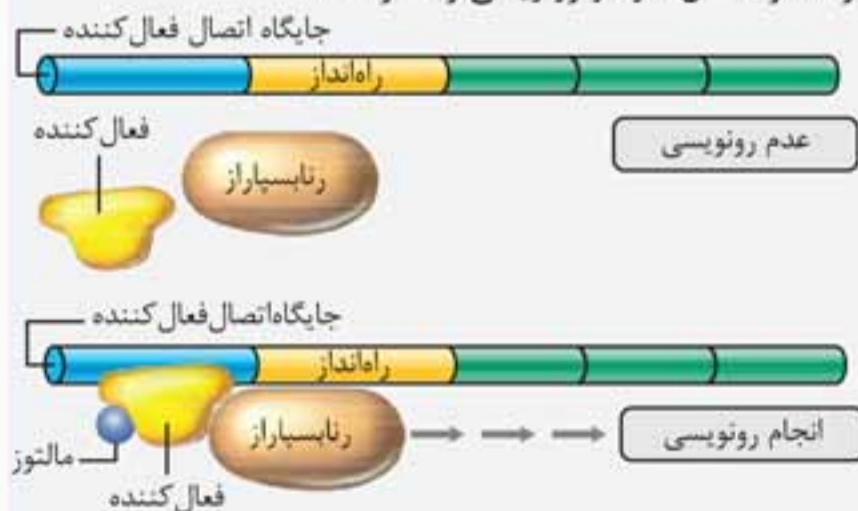 جایگاه اتصال فعال‌کننده
راه‌انداز
فعال‌کننده
رنابسپاراز
عدم رونویسی
جایگاه‌اتصال‌فعال‌کننده
راه‌انداز
رنابسپاراز
انجام رونویسی
مالتوز
فعال‌کننده